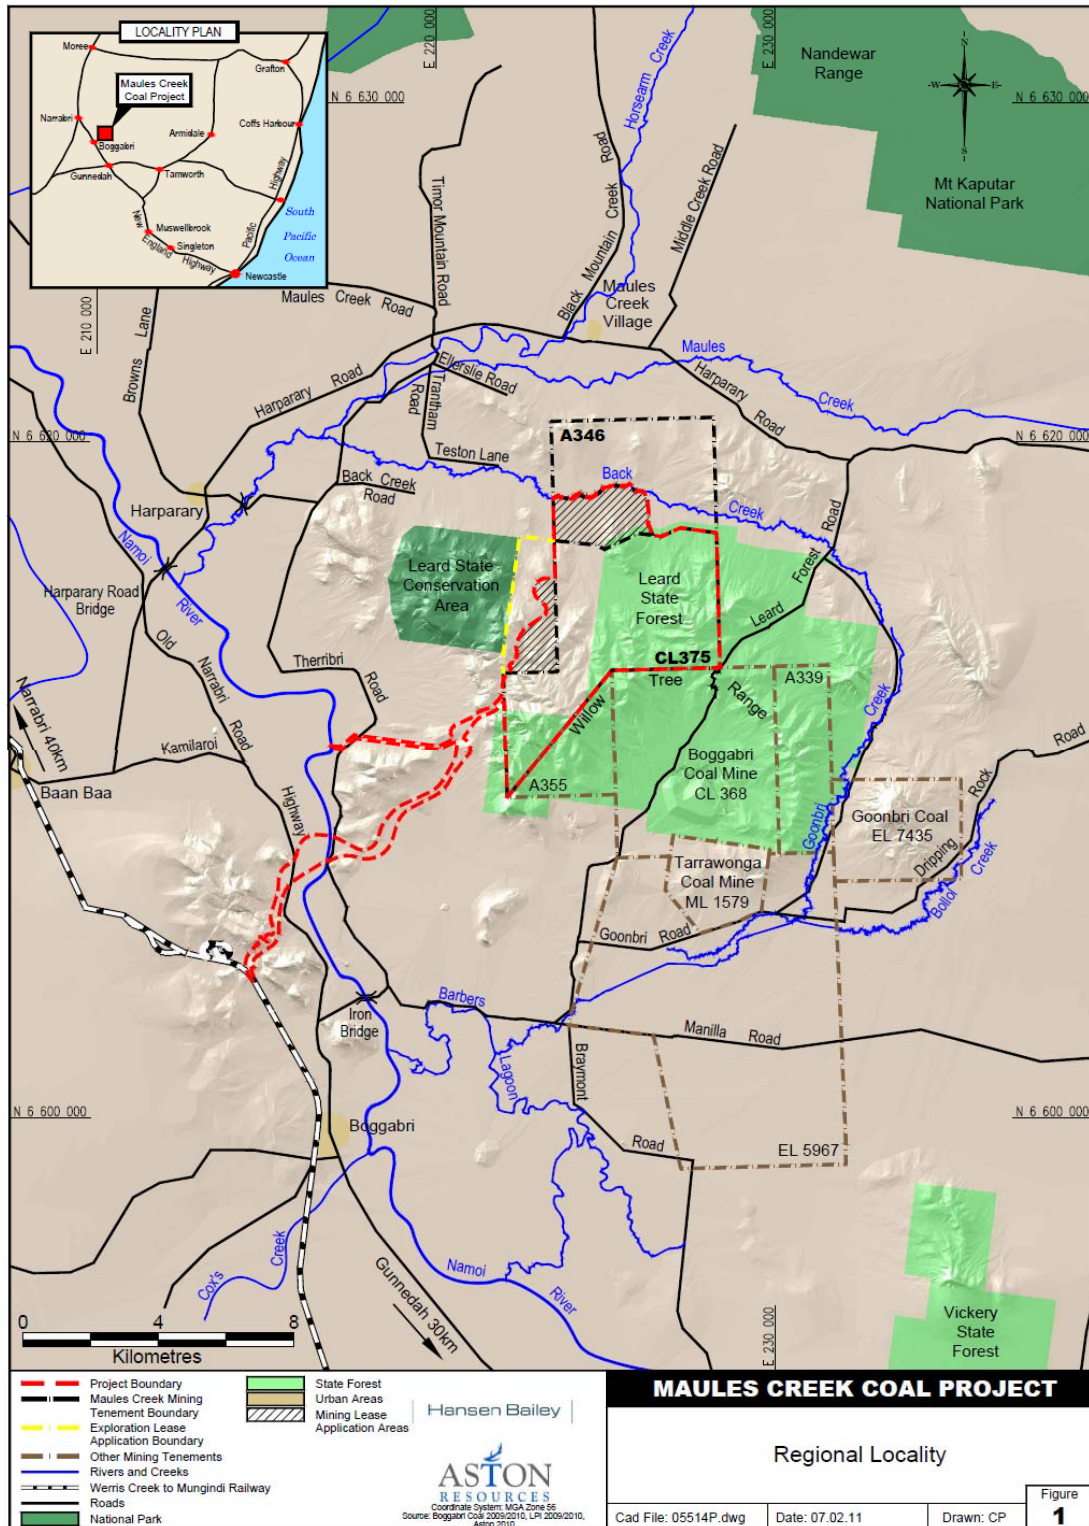 LOCALITY PLAN
Moree
Grafton
Maules Creek
Coal Project
Narrabri
Coffs Harbour
Armidale
Boggabri
Gunnedah
Tamworth
Highway
South
Pacific
Ocean
New
England
Highway
Muswellbrook
Singleton
Pacific
Newcastle
E 220 000
E 230 000
N 6 630 000
N 6 630 000
Nandewar
Range
N
W
E
S
Mt Kaputar
National Park
Horsearm Creek
Black Mountain Creek Road
Middle Creek Road
Timor Mountain Road
Maules Creek Road
Maules
Creek
Village
E 210 000
Browns Lane
Harparary Road
Ellerslie Road
Trantham
Road
Maules
Creek
Harparary
Road
N 6 620 000
N 6 620 000
A346
Teston Lane
Back Creek
Road
Back
Creek
Harparary
Namoi
River
Harparary Road
Bridge
Leard State
Conservation
Area
Leard
State
Forest
Leard Forest Road
Old Narrabri Road
Therribri
Road
CL375
Willow
Tree
Range
A339
Narrabri 40km
Kamilaroi
Highway
Baan Baa
A355
Boggabri
Coal Mine
CL 368
Goonbri
Creek
Goonbri Coal
EL 7435
Dripping
Rock
Road
Bollol
Creek
Tarrawonga
Coal Mine
ML 1579
Goonbri Road
Barbers
Lagoon
Iron
Bridge
Manilla
Road
Braymont
Road
N 6 600 000
N 6 600 000
Boggabri
EL 5967
Cox's
Creek
Namoi
River
Gunnedah 30km
E 230 000
Vickery
State
Forest
0 4 8
Kilometres
Project Boundary
Maules Creek Mining
Tenement Boundary
Exploration Lease
Application Boundary
Other Mining Tenements
Rivers and Creeks
Werris Creek to Mungindi Railway
Roads
National Park
State Forest
Urban Areas
Mining Lease
Application Areas
Hansen Bailey
ASTON
RESOURCES
Coordinate System: MGA Zone 56
Source: Boggabri Coal 2009/2010, LPI 2009/2010,
Aston 2010
MAULES CREEK COAL PROJECT
Regional Locality
Figure
1
Cad File: 05514P.dwg
Date: 07.02.11
Drawn: CP